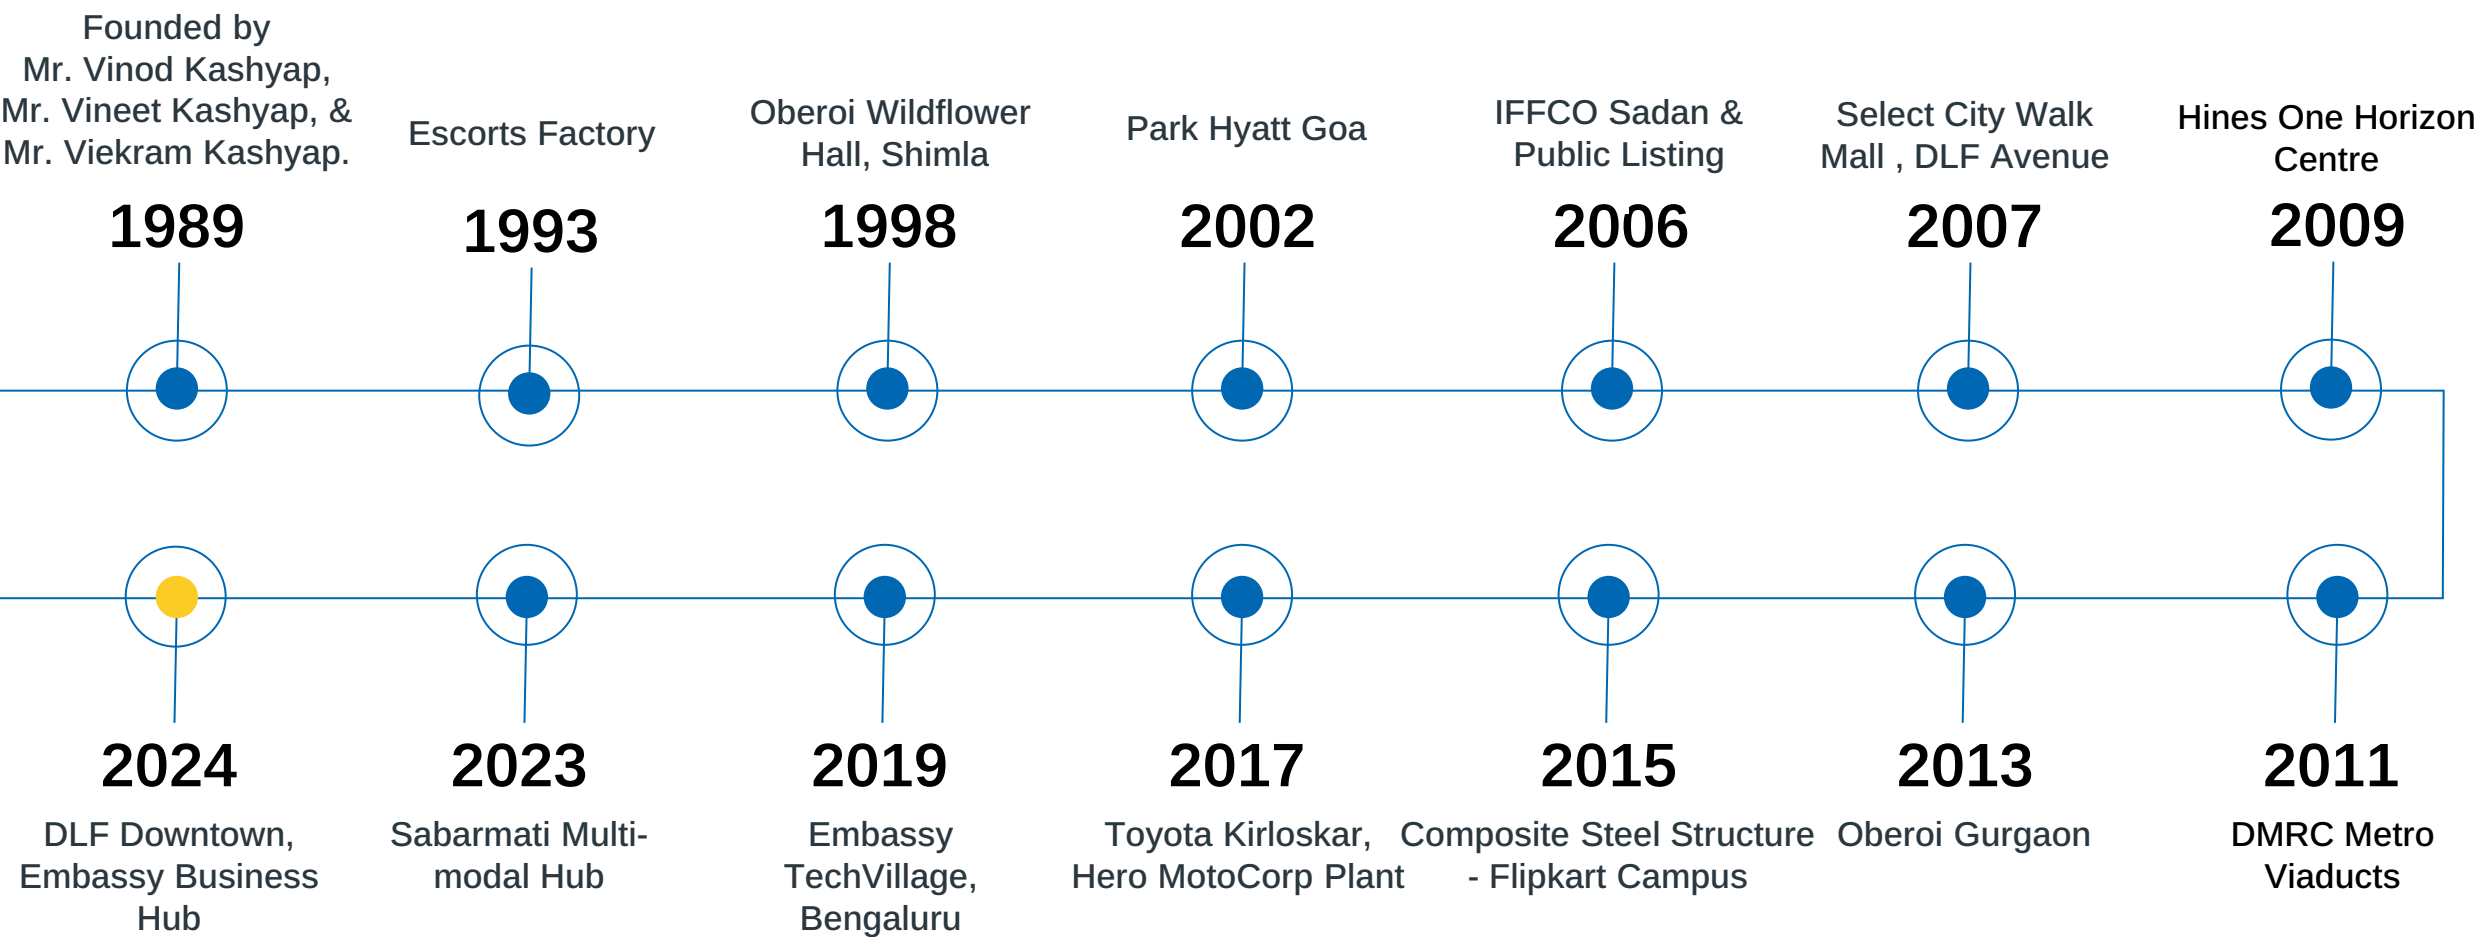 Founded by
Mr. Vinod Kashyap,
Mr. Vineet Kashyap, &
Mr. Viekram Kashyap.
1989
Escorts Factory
1993
Oberoi Wildflower
Hall, Shimla
1998
Park Hyatt Goa
2002
IFFCO Sadan &
Public Listing
2006
Select City Walk
Mall , DLF Avenue
2007
Hines One Horizon
Centre
2009
2024
DLF Downtown,
Embassy Business
Hub
2023
Sabarmati Multi-
modal Hub
2019
Embassy
TechVillage,
Bengaluru
2017
Toyota Kirloskar,
Hero MotoCorp Plant
2015
Composite Steel Structure
- Flipkart Campus
2013
Oberoi Gurgaon
2011
DMRC Metro
Viaducts